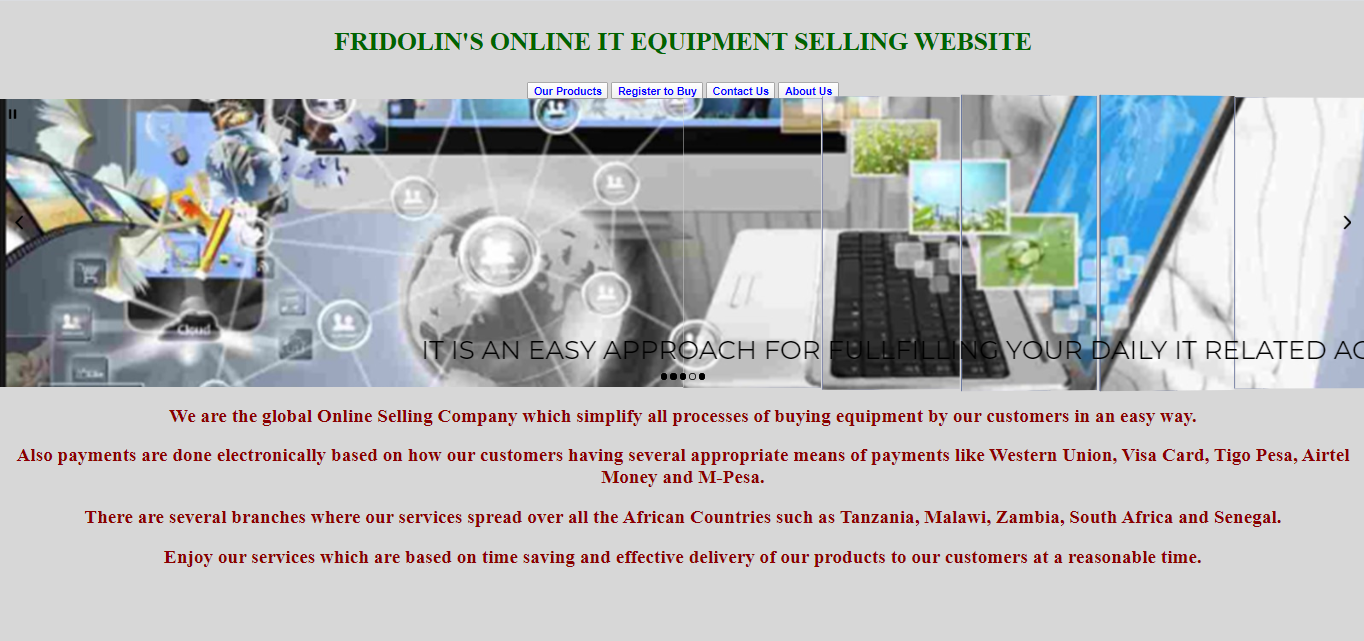 FRIDOLIN'S ONLINE IT EQUIPMENT SELLING WEBSITE
Our Products Register to Buy Contact Us About Us
Cloud
IT IS AN EASY APPROACH FOR FULLFILLING YOUR DAILY IT RELATED AC
We are the global Online Selling Company which simplify all processes of buying equipment by our customers in an easy way.
Also payments are done electronically based on how our customers having several appropriate means of payments like Western Union, Visa Card, Tigo Pesa, Airtel
Money and M-Pesa.
There are several branches where our services spread over all the African Countries such as Tanzania, Malawi, Zambia, South Africa and Senegal.
Enjoy our services which are based on time saving and effective delivery of our products to our customers at a reasonable time.